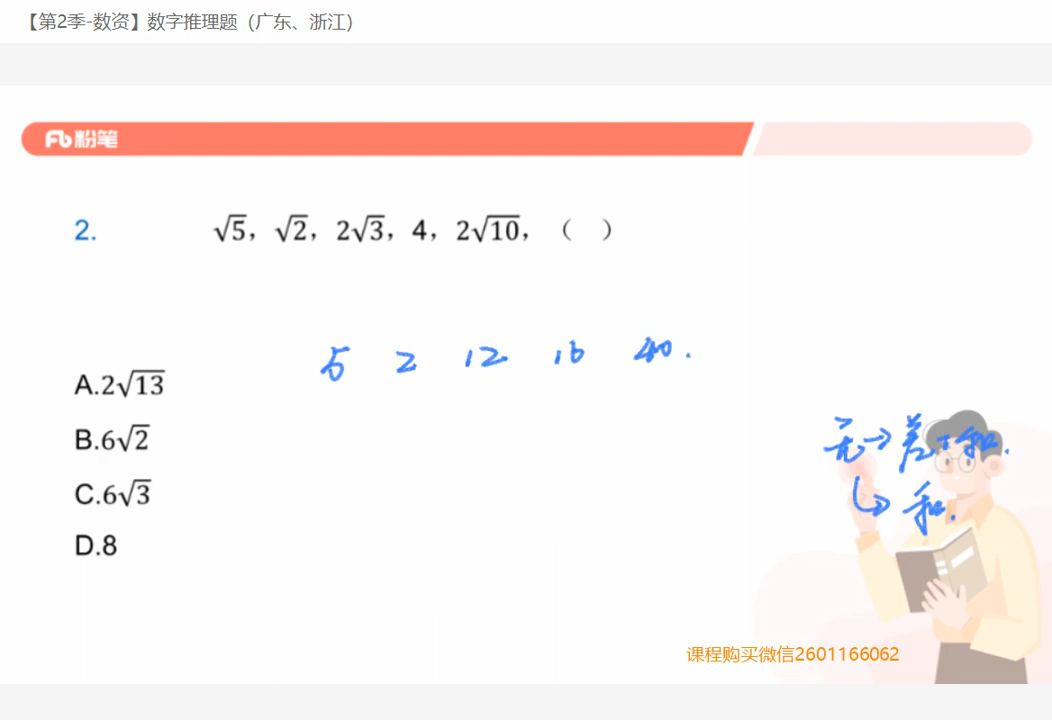 【第2季-数资】数字推理题（广东、浙江）
粉笔
2. √5，√2，2√3，4，2√10，（ ）
5 2 12 16 40.
A.2√13
B.6√2
C.6√3
D.8
无→差、和.
↳和.
课程购买微信2601166062